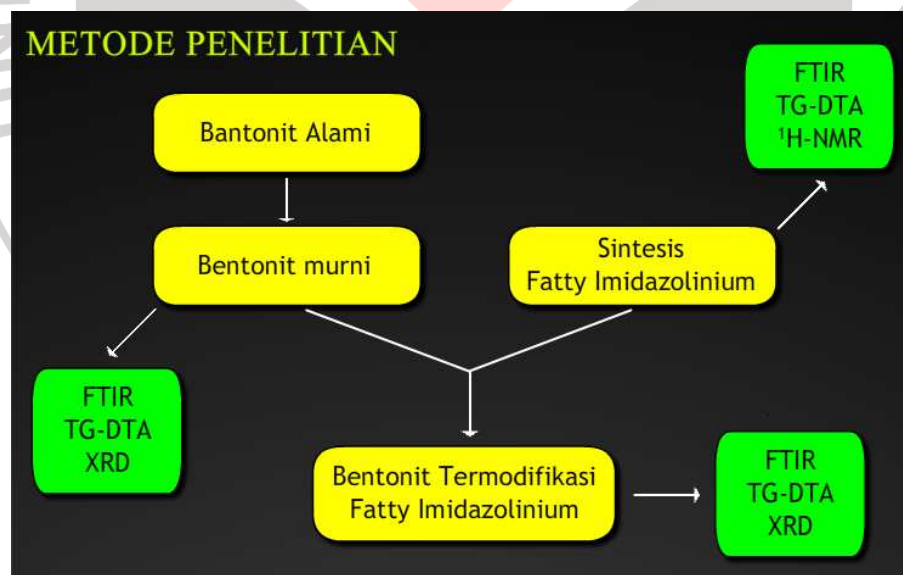 METODE PENELITIAN
FTIR
TG-DTA
¹H-NMR
Bantonit Alami
Bentonit murni
Sintesis
Fatty Imidazolinium
FTIR
TG-DTA
XRD
Bentonit Termodifikasi
Fatty Imidazolinium
FTIR
TG-DTA
XRD